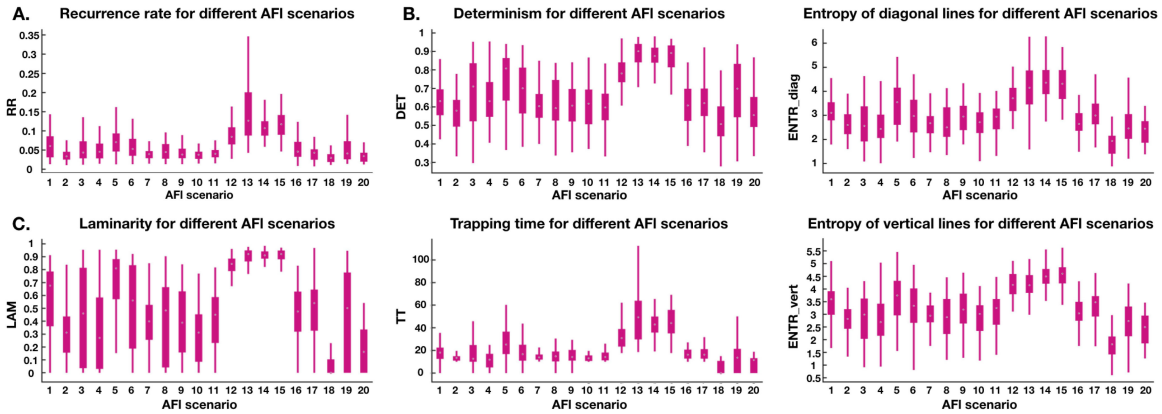 A. Recurrence rate for different AFI scenarios
RR
0.35
0.3
0.25
0.2
0.15
0.1
0.05
0
1 2 3 4 5 6 7 8 9 10 11 12 13 14 15 16 17 18 19 20
AFI scenario
B. Determinism for different AFI scenarios
DET
1
0.9
0.8
0.7
0.6
0.5
0.4
0.3
1 2 3 4 5 6 7 8 9 10 11 12 13 14 15 16 17 18 19 20
AFI scenario
Entropy of diagonal lines for different AFI scenarios
ENTR_diag
6
5
4
3
2
1
1 2 3 4 5 6 7 8 9 10 11 12 13 14 15 16 17 18 19 20
AFI scenario
C. Laminarity for different AFI scenarios
LAM
1
0.9
0.8
0.7
0.6
0.5
0.4
0.3
0.2
0.1
0
1 2 3 4 5 6 7 8 9 10 11 12 13 14 15 16 17 18 19 20
AFI scenario
Trapping time for different AFI scenarios
TT
100
80
60
40
20
0
1 2 3 4 5 6 7 8 9 10 11 12 13 14 15 16 17 18 19 20
AFI scenario
Entropy of vertical lines for different AFI scenarios
ENTR_vert
5.5
5
4.5
4
3.5
3
2.5
2
1.5
1
0.5
1 2 3 4 5 6 7 8 9 10 11 12 13 14 15 16 17 18 19 20
AFI scenario